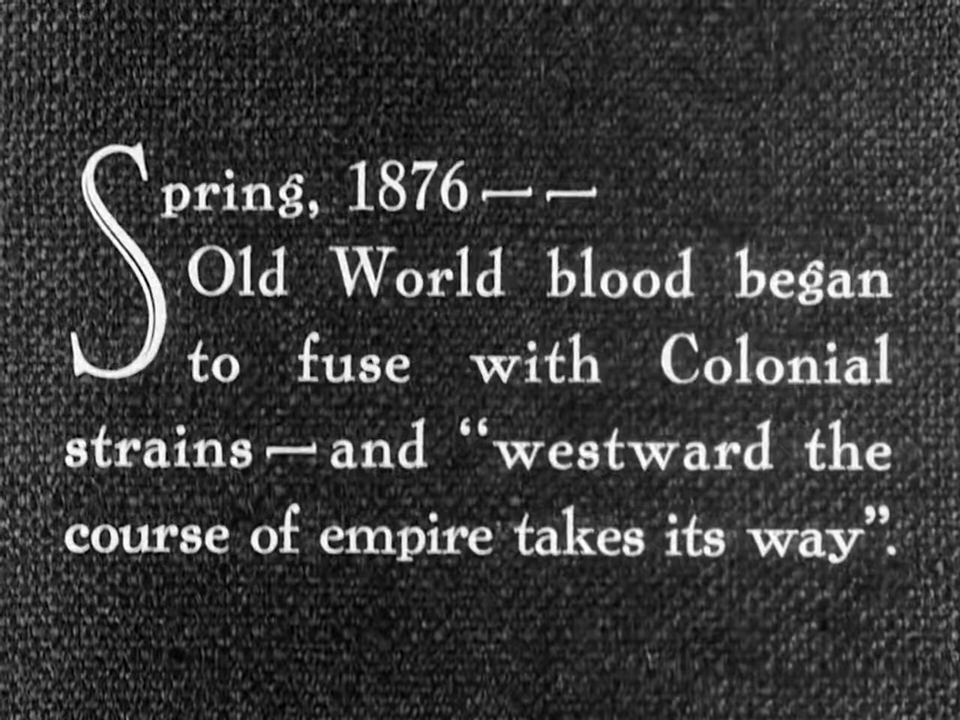 Spring, 1876——
Old World blood began
to fuse with Colonial
strains—and “westward the
course of empire takes its way”.